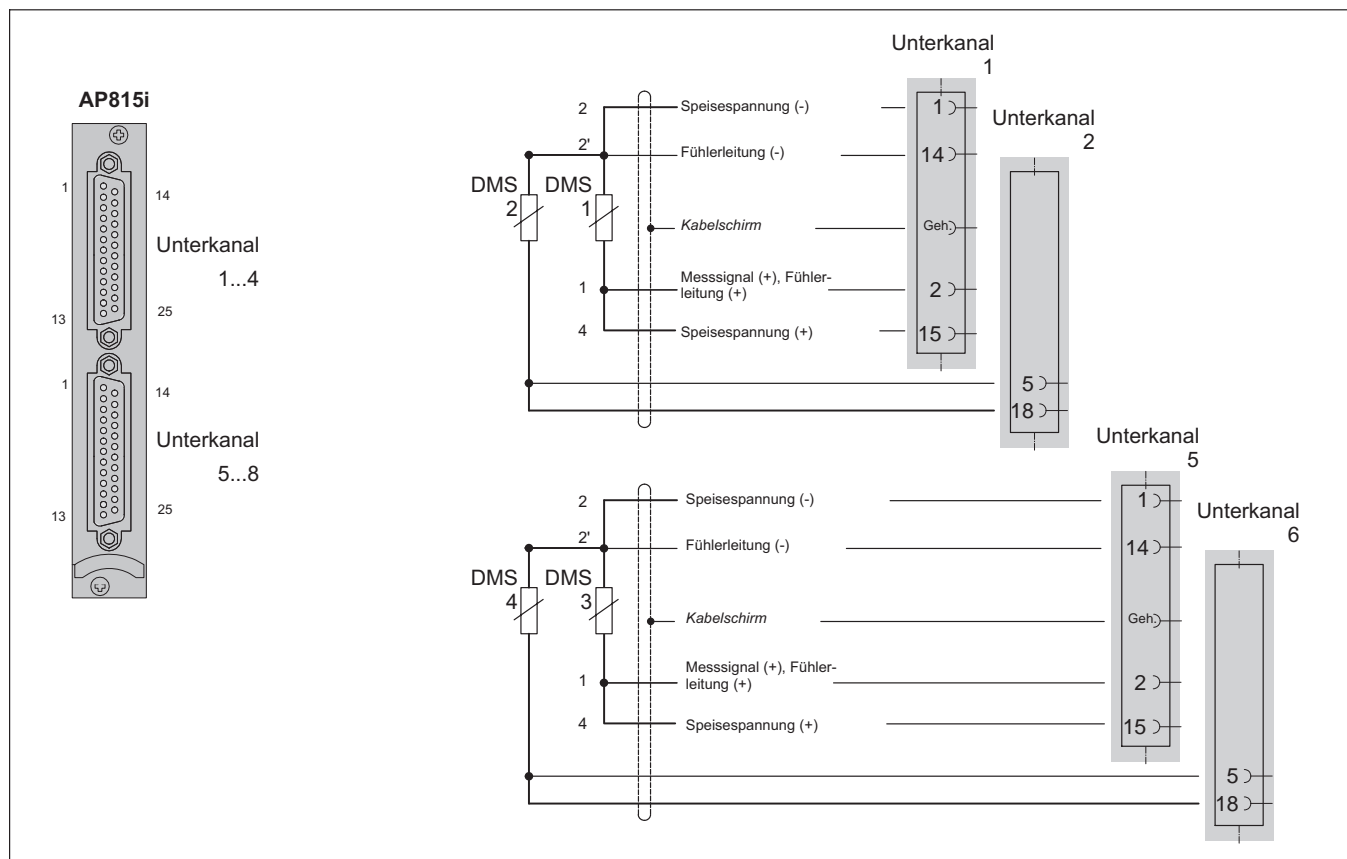 AP815i
1
14
Unterkanal
1...4
13
25
1
14
Unterkanal
5...8
13
25
Unterkanal
1
2
Speisespannung (-)
1
Unterkanal
2
2'
Fühlerleitung (-)
14
DMS
2
DMS
1
Kabelschirm
Geh.
1
Messsignal (+), Fühler-
leitung (+)
2
4
Speisespannung (+)
15
5
18
Unterkanal
5
2
Speisespannung (-)
1
Unterkanal
6
2'
Fühlerleitung (-)
14
DMS
4
DMS
3
Kabelschirm
Geh.
1
Messsignal (+), Fühler-
leitung (+)
2
4
Speisespannung (+)
15
5
18